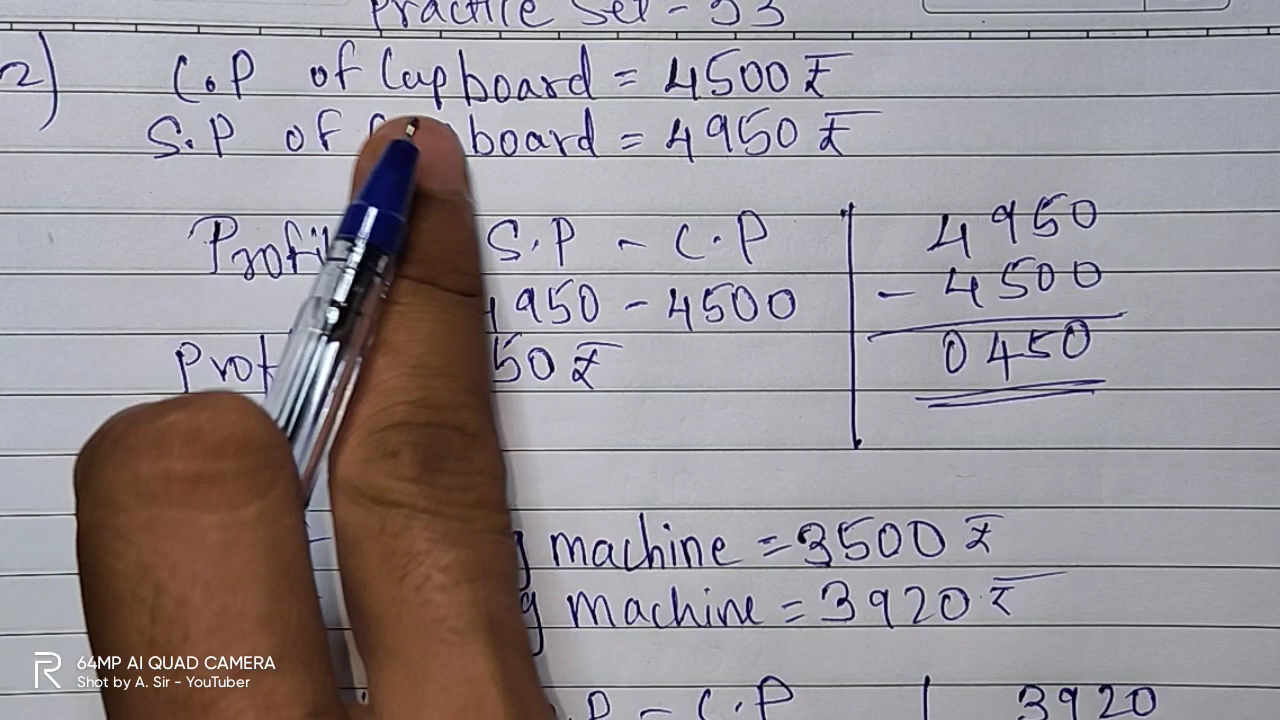 Practice Set - 33
2) C.P of Cupboard = 4500 ₹
S.P of board = 4950 ₹
Profi S.P - C.P
950 - 4500
Prof 50 ₹
4950
- 4500
0450
g machine = 3500 ₹
g machine = 3920 ₹
.P - C.P
3920
64MP AI QUAD CAMERA
Shot by A. Sir - YouTuber